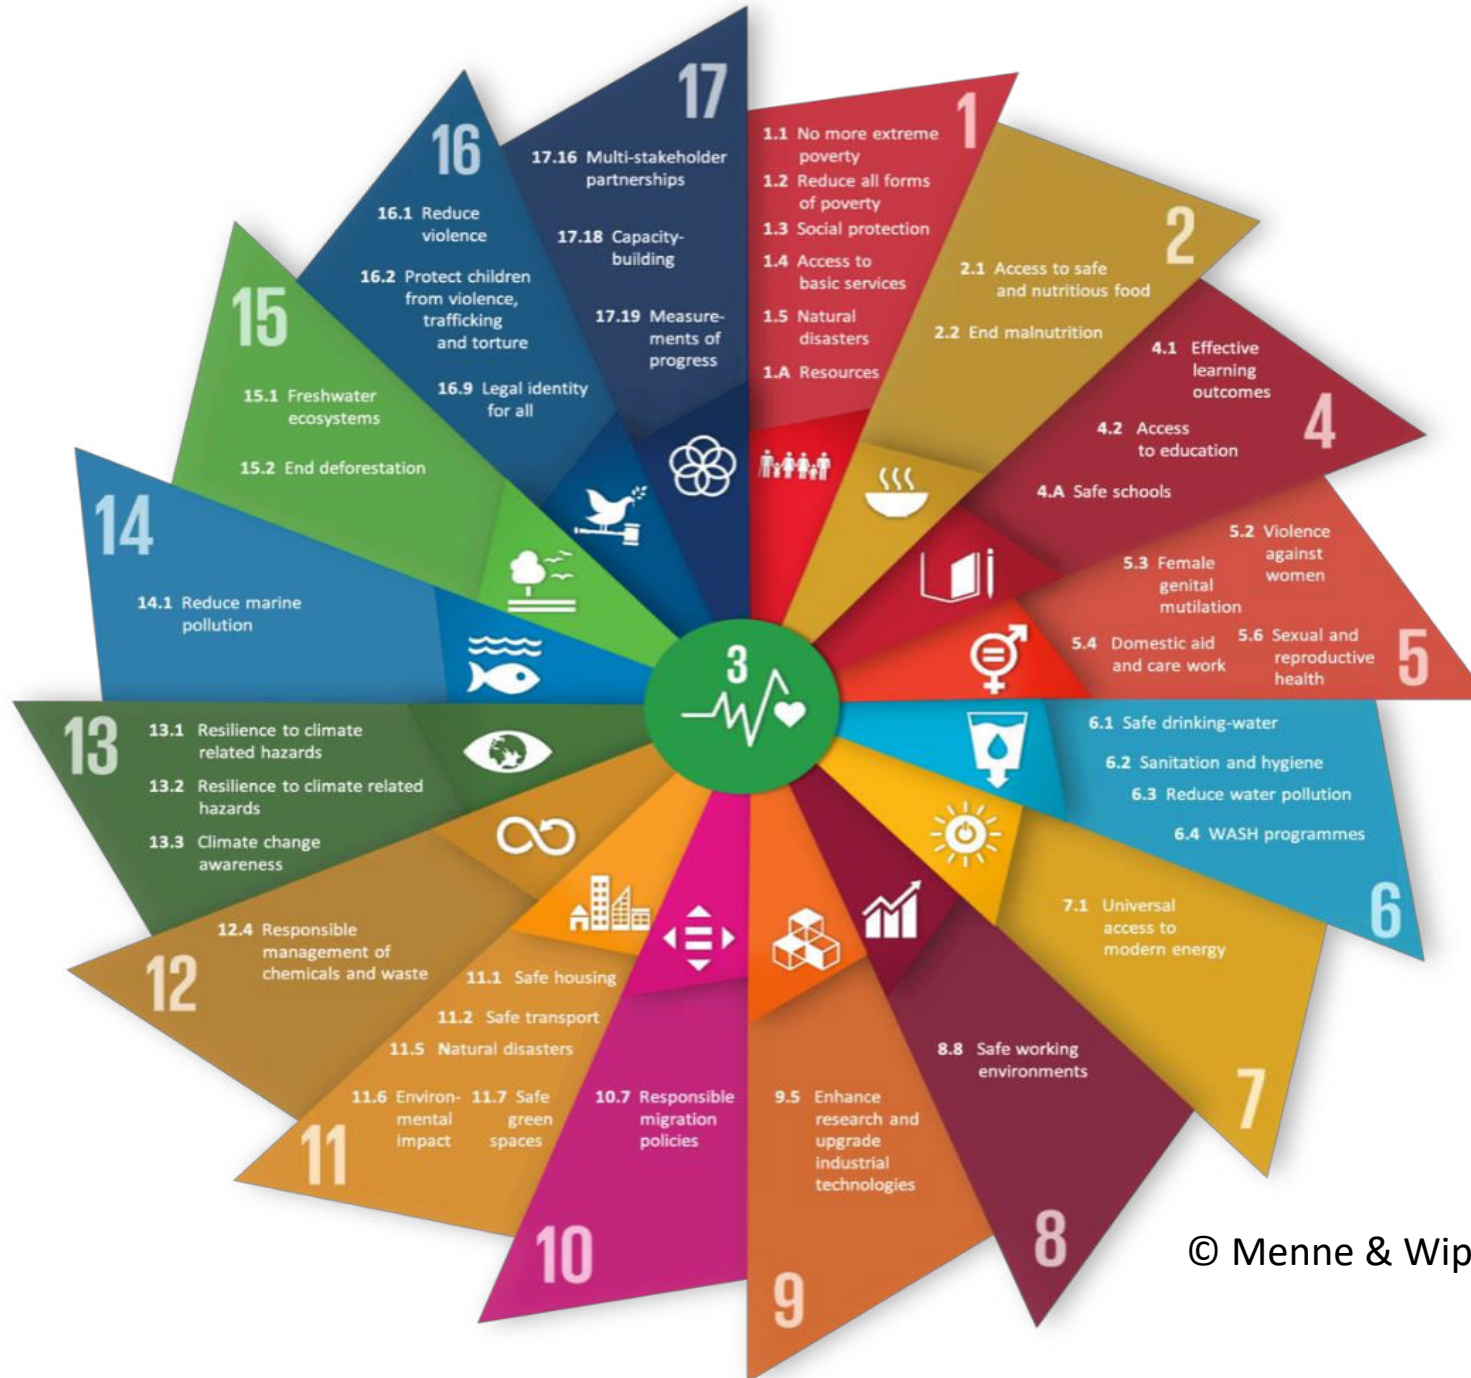 17
17.16 Multi-stakeholder
partnerships
17.18 Capacity-
building
17.19 Measure-
ments of
progress
1
1.1 No more extreme
poverty
1.2 Reduce all forms
of poverty
1.3 Social protection
1.4 Access to
basic services
1.5 Natural
disasters
1.A Resources
2
2.1 Access to safe
and nutritious food
2.2 End malnutrition
4.1 Effective
learning
outcomes
4
4.2 Access
to education
4.A Safe schools
5.2 Violence
against
women
5.3 Female
genital
mutilation
5.4 Domestic aid
and care work
5.6 Sexual and
reproductive
health
5
6.1 Safe drinking-water
6.2 Sanitation and hygiene
6.3 Reduce water pollution
6.4 WASH programmes
6
7.1 Universal
access to
modern energy
7
8.8 Safe working
environments
8
9.5 Enhance
research and
upgrade
industrial
technologies
9
10.7 Responsible
migration
policies
10
11.1 Safe housing
11.2 Safe transport
11.5 Natural disasters
11.6 Environ-
mental
impact
11.7 Safe
green
spaces
11
12.4 Responsible
management of
chemicals and waste
12
13
13.1 Resilience to climate
related hazards
13.2 Resilience to climate related
hazards
13.3 Climate change
awareness
14
14.1 Reduce marine
pollution
15
15.1 Freshwater
ecosystems
15.2 End deforestation
16
16.1 Reduce
violence
16.2 Protect children
from violence,
trafficking
and torture
16.9 Legal identity
for all
3
© Menne & Wip